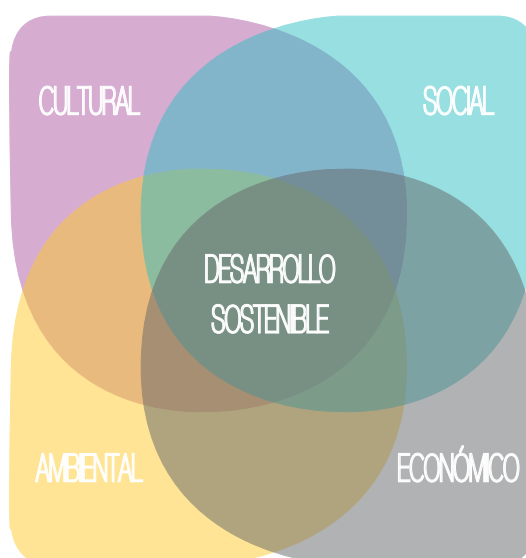 CULTURAL
SOCIAL
DESARROLLO
SOSTENIBLE
AMBIENTAL
ECONÓMICO